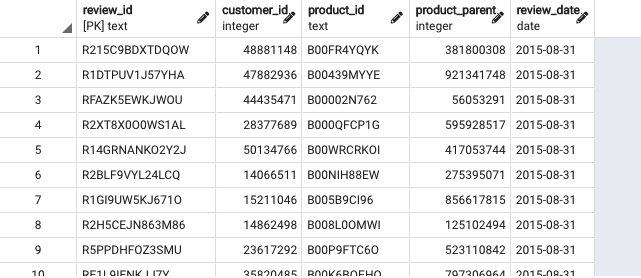 review_id customer_id product_id product_parent review_date
[PK] text integer text integer date
1 R215C9BDXTDQOW 48881148 B00FR4YQYK 381800308 2015-08-31
2 R1DTPUV1J57YHA 47882936 B00439MYYE 921341748 2015-08-31
3 RFAZK5EWKJWOU 44435471 B00002N762 56053291 2015-08-31
4 R2XT8X0O0WS1AL 28377689 B000QFCP1G 595928517 2015-08-31
5 R14GRNANKO2Y2J 50134766 B00WRCRKOI 417053744 2015-08-31
6 R2BLF9VYL24LCQ 14066511 B00NIH88EW 275395071 2015-08-31
7 R1GI9UW5KJ671O 15211046 B005B9CI96 856617815 2015-08-31
8 R2H5CEJN863M86 14862498 B008L0OMWI 125102494 2015-08-31
9 R5PPDHFOZ3SMU 23617292 B00P9FTC6O 523110842 2015-08-31
10 35820485 797306964 2015-08-31